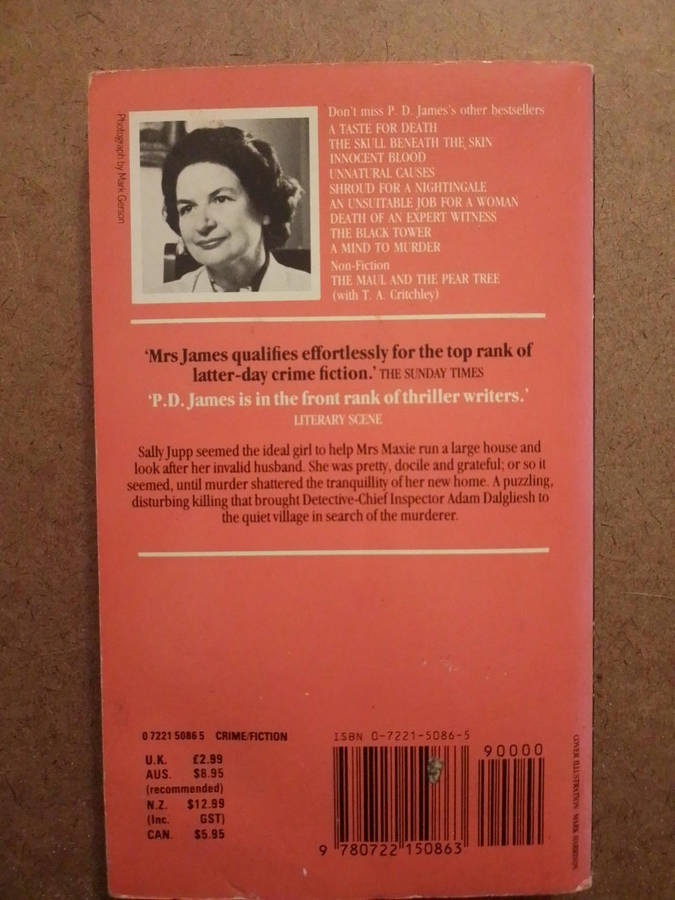 Photograph by Mark Gerson
Don't miss P. D. James's other bestsellers
A TASTE FOR DEATH
THE SKULL BENEATH THE SKIN
INNOCENT BLOOD
UNNATURAL CAUSES
SHROUD FOR A NIGHTINGALE
AN UNSUITABLE JOB FOR A WOMAN
DEATH OF AN EXPERT WITNESS
THE BLACK TOWER
A MIND TO MURDER
Non-Fiction
THE MAUL AND THE PEAR TREE
(with T. A. Critchley)
'Mrs James qualifies effortlessly for the top rank of
latter-day crime fiction.' THE SUNDAY TIMES
'P.D. James is in the front rank of thriller writers.'
LITERARY SCENE
Sally Jupp seemed the ideal girl to help Mrs Maxie run a large house and
look after her invalid husband. She was pretty, docile and grateful; or so it
seemed, until murder shattered the tranquillity of her new home. A puzzling,
disturbing killing that brought Detective-Chief Inspector Adam Dalgliesh to
the quiet village in search of the murderer.
0 7221 5086 5 CRIME/FICTION
U.K. £2.99
AUS. $8.95
(recommended)
N.Z. $12.99
(Inc. GST)
CAN. $5.95
ISBN 0-7221-5086-5
90000
9 780722 150863
COVER ILLUSTRATION: MARK HARRISON